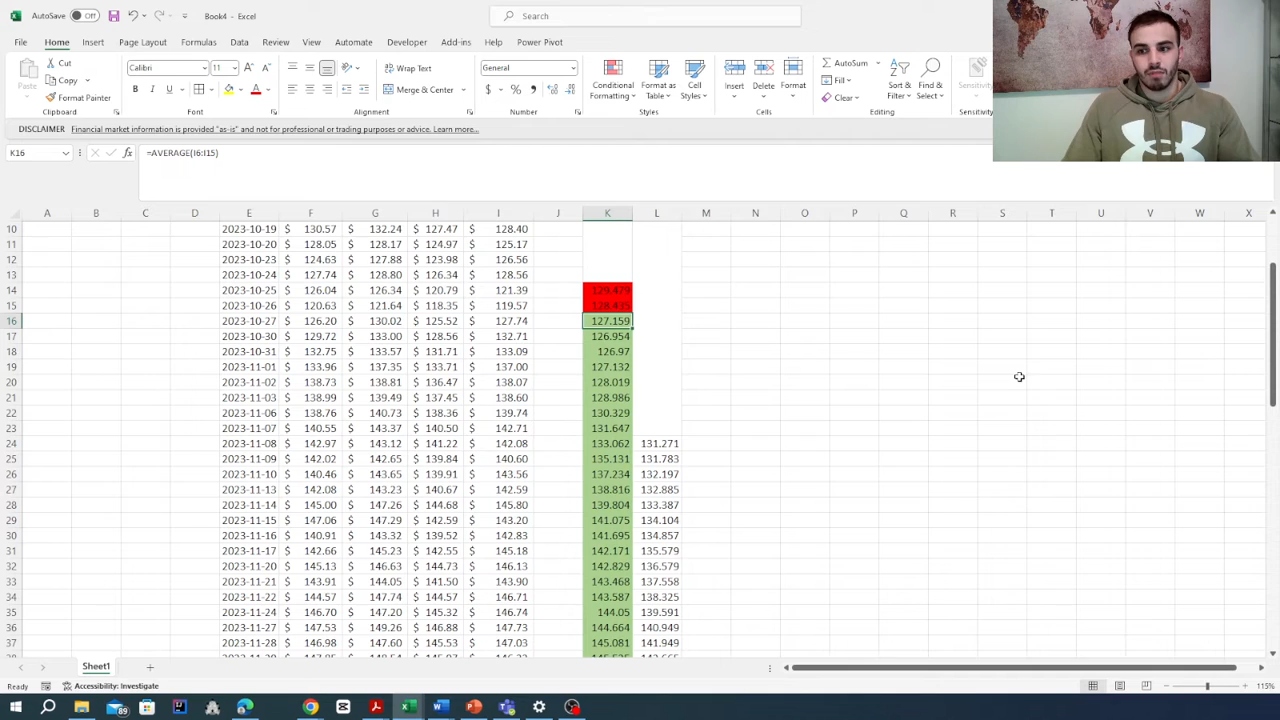 AutoSave Off Book4 - Excel Search
File Home Insert Page Layout Formulas Data Review View Automate Developer Add-ins Help Power Pivot
Paste Cut Copy Format Painter Clipboard
Calibri 11 A A B I U A Font
Wrap Text Merge & Center Alignment
General $ % , Number
Conditional Formatting Format as Table Cell Styles Styles
Insert Delete Format Cells
AutoSum Fill Clear Sort & Filter Find & Select Editing
Sensitivity
DISCLAIMER Financial market information is provided "as-is" and not for professional or trading purposes or advice. Learn more...
K16 fx =AVERAGE(I6:I15)
A B C D E F G H I J K L M N O P Q R S T U V W X
10 2023-10-19 $ 130.57 $ 132.24 $ 127.47 $ 128.40
11 2023-10-20 $ 128.05 $ 128.17 $ 124.97 $ 125.17
12 2023-10-23 $ 124.63 $ 127.88 $ 123.98 $ 126.56
13 2023-10-24 $ 127.74 $ 128.80 $ 126.34 $ 128.56
14 2023-10-25 $ 126.04 $ 126.34 $ 120.79 $ 121.39 129.479
15 2023-10-26 $ 120.63 $ 121.64 $ 118.35 $ 119.57 128.435
16 2023-10-27 $ 126.20 $ 130.02 $ 125.52 $ 127.74 127.159
17 2023-10-30 $ 129.72 $ 133.00 $ 128.56 $ 132.71 126.954
18 2023-10-31 $ 132.75 $ 133.57 $ 131.71 $ 133.09 126.97
19 2023-11-01 $ 133.96 $ 137.35 $ 133.71 $ 137.00 127.132
20 2023-11-02 $ 138.73 $ 138.81 $ 136.47 $ 138.07 128.019
21 2023-11-03 $ 138.99 $ 139.49 $ 137.45 $ 138.60 128.986
22 2023-11-06 $ 138.76 $ 140.73 $ 138.36 $ 139.74 130.329
23 2023-11-07 $ 140.55 $ 143.37 $ 140.50 $ 142.71 131.647
24 2023-11-08 $ 142.97 $ 143.12 $ 141.22 $ 142.08 133.062 131.271
25 2023-11-09 $ 142.02 $ 142.65 $ 139.84 $ 140.60 135.131 131.783
26 2023-11-10 $ 140.46 $ 143.65 $ 139.91 $ 143.56 137.234 132.197
27 2023-11-13 $ 142.08 $ 143.23 $ 140.67 $ 142.59 138.816 132.885
28 2023-11-14 $ 145.00 $ 147.26 $ 144.68 $ 145.80 139.804 133.387
29 2023-11-15 $ 147.06 $ 147.29 $ 142.59 $ 143.20 141.075 134.104
30 2023-11-16 $ 140.91 $ 143.32 $ 139.52 $ 142.83 141.695 134.857
31 2023-11-17 $ 142.66 $ 145.23 $ 142.55 $ 145.18 142.171 135.579
32 2023-11-20 $ 145.13 $ 146.63 $ 144.73 $ 146.13 142.829 136.556
33 2023-11-21 $ 143.91 $ 144.05 $ 141.50 $ 143.90 143.468 137.558
34 2023-11-22 $ 144.57 $ 147.74 $ 144.57 $ 146.71 143.587 138.325
35 2023-11-24 $ 146.70 $ 147.20 $ 145.32 $ 146.74 144.05 139.591
36 2023-11-27 $ 147.53 $ 149.26 $ 146.88 $ 147.73 144.664 140.949
37 2023-11-28 $ 146.98 $ 147.60 $ 145.53 $ 147.03 145.081 141.949
Sheet1
Ready Accessibility: Investigate 115%
89